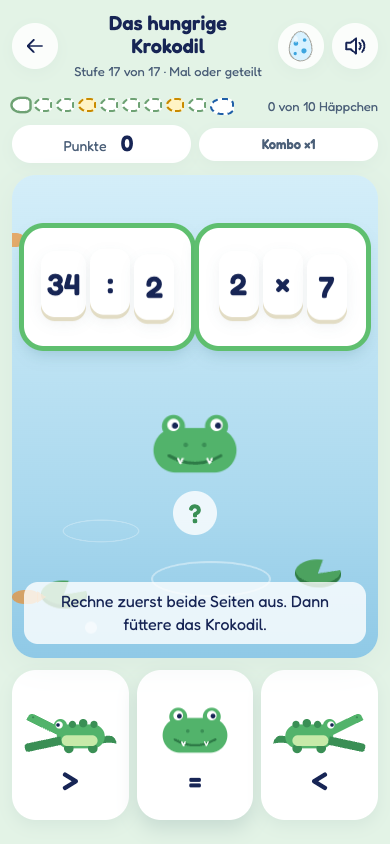 Das hungrige
Krokodil
Stufe 17 von 17 · Mal oder geteilt
0 von 10 Häppchen
Punkte 0
Kombo ×1
34 : 2
2 × 7
?
Rechne zuerst beide Seiten aus. Dann
füttere das Krokodil.
> = <